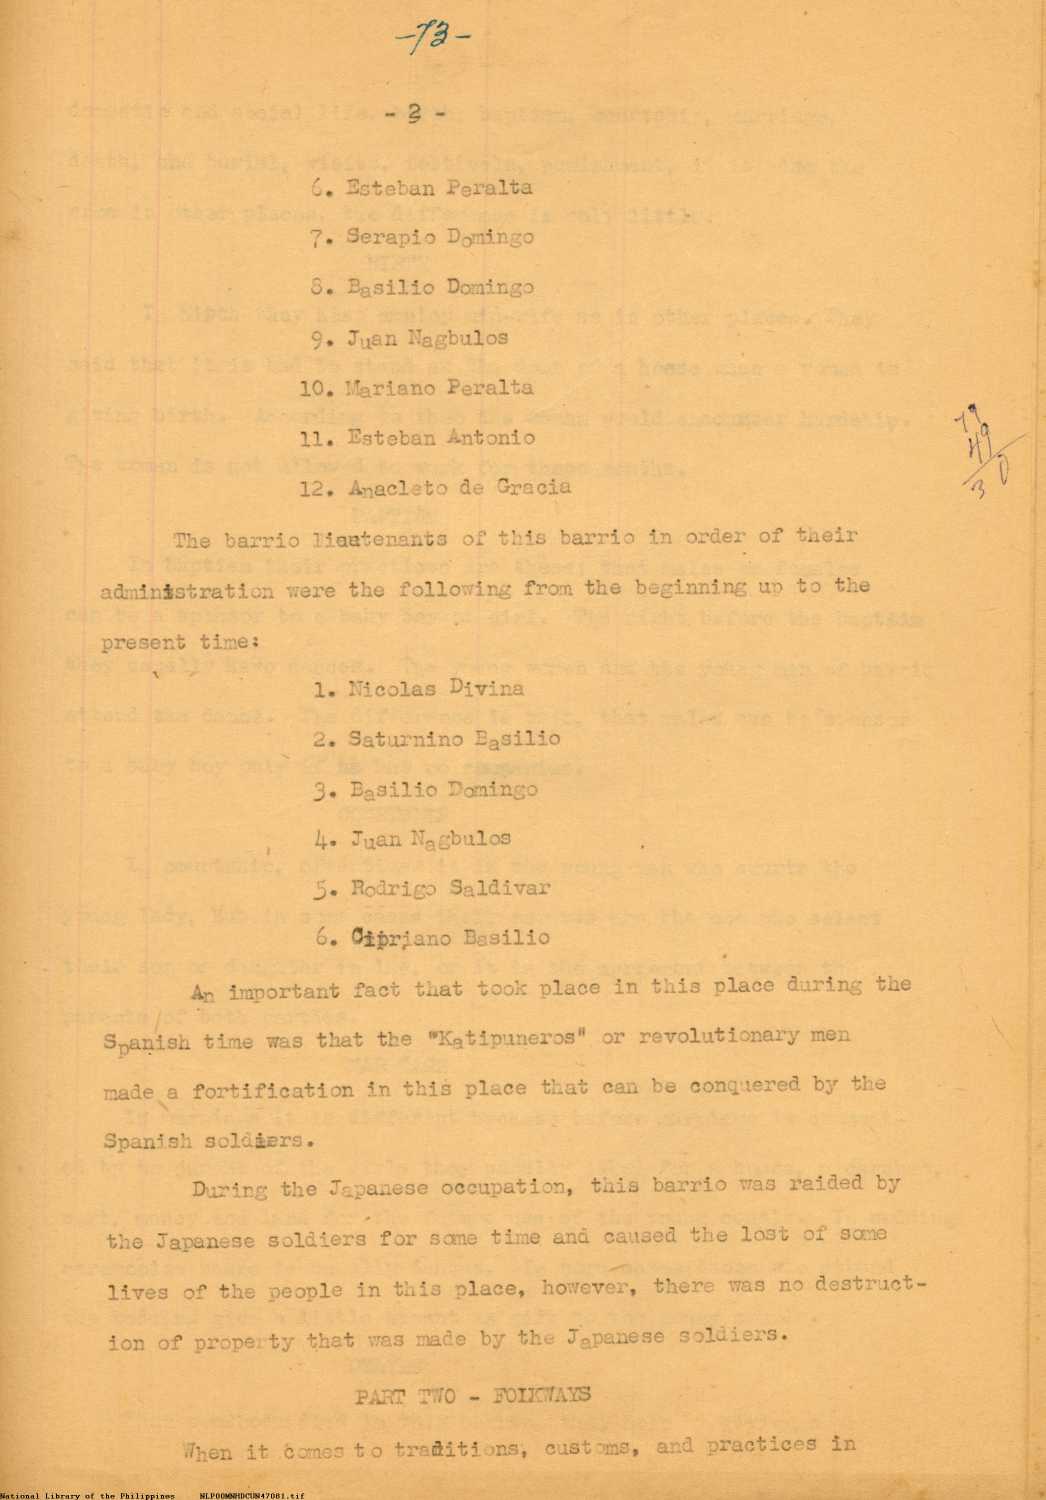 -73-
- 2 -
6. Esteban Peralta
7. Serapio Domingo
8. Basilio Domingo
9. Juan Nagbulos
10. Mariano Peralta
11. Esteban Antonio
12. Anacleto de Gracia
The barrio lieutenants of this barrio in order of their
administration were the following from the beginning up to the
present time:
1. Nicolas Divina
2. Saturnino Basilio
3. Basilio Domingo
4. Juan Nagbulos
5. Rodrigo Saldivar
6. Cipriano Basilio
An important fact that took place in this place during the
Spanish time was that the "Katipuneros" or revolutionary men
made a fortification in this place that can be conquered by the
Spanish soldiers.
During the Japanese occupation, this barrio was raided by
the Japanese soldiers for some time and caused the lost of some
lives of the people in this place, however, there was no destruct-
ion of property that was made by the Japanese soldiers.
PART TWO - FOLKWAYS
When it comes to traditions, customs, and practices in
79
49
30
National Library of the Philippines NLP00MNHDCUN47081.tif